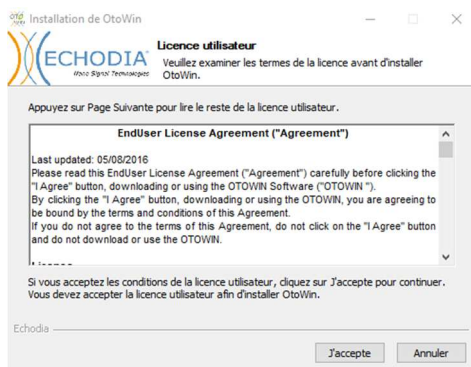 Installation de OtoWin
ECHODIA
Nano Signal Technologies
Licence utilisateur
Veuillez examiner les termes de la licence avant d'installer
OtoWin.
Appuyez sur Page Suivante pour lire le reste de la licence utilisateur.
EndUser License Agreement ("Agreement")
Last updated: 05/08/2016
Please read this EndUser License Agreement ("Agreement") carefully before clicking the
"I Agree" button, downloading or using the OTOWIN Software ("OTOWIN ").
By clicking the "I Agree" button, downloading or using the OTOWIN, you are agreeing to
be bound by the terms and conditions of this Agreement.
If you do not agree to the terms of this Agreement, do not click on the "I Agree" button
and do not download or use the OTOWIN.
Si vous acceptez les conditions de la licence utilisateur, cliquez sur J'accepte pour continuer.
Vous devez accepter la licence utilisateur afin d'installer OtoWin.
Echodia
J'accepte
Annuler